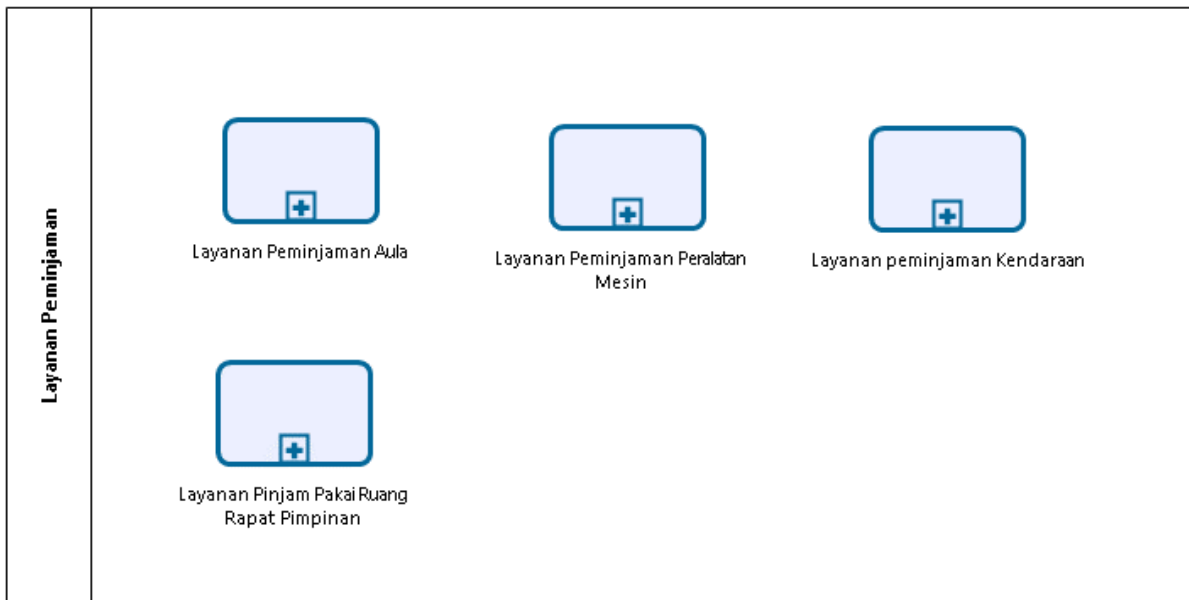 Layanan Peminjaman
Layanan Peminjaman Aula
Layanan Peminjaman Peralatan
Mesin
Layanan peminjaman Kendaraan
Layanan Pinjam Pakai Ruang
Rapat Pimpinan